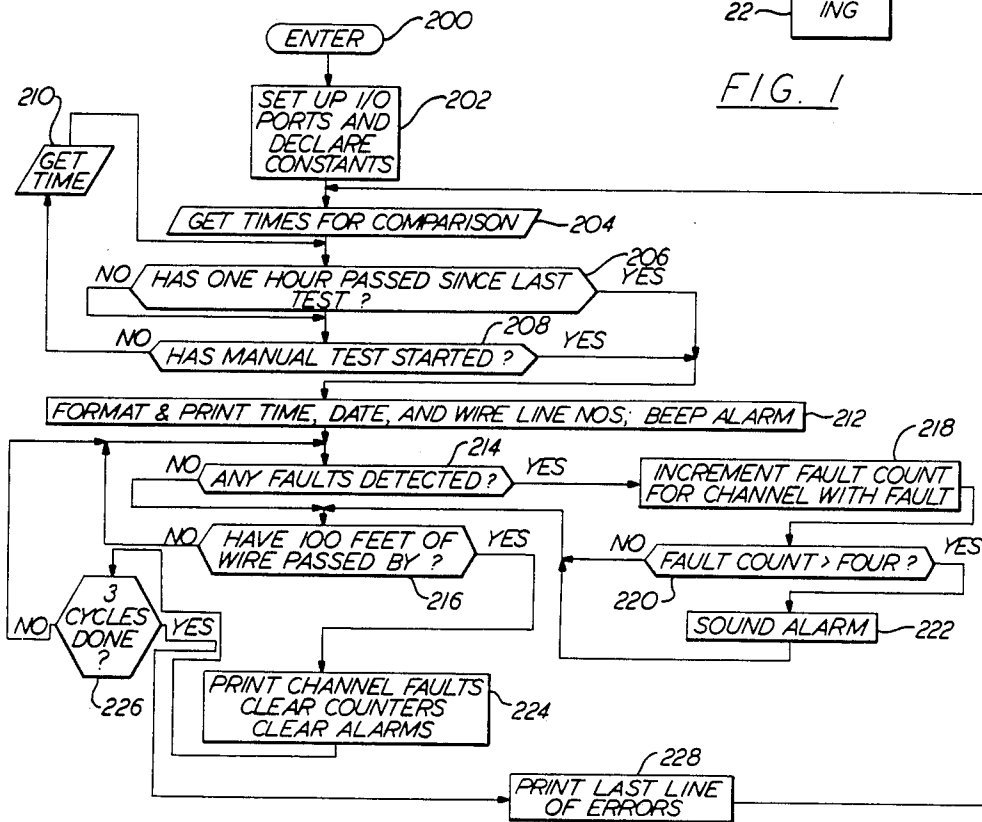 22
ING
FIG. 1
ENTER
200
SET UP I/O
PORTS AND
DECLARE
CONSTANTS
202
210
GET
TIME
GET TIMES FOR COMPARISON
204
206
NO
HAS ONE HOUR PASSED SINCE LAST
TEST ?
YES
208
NO
HAS MANUAL TEST STARTED ?
YES
FORMAT & PRINT TIME, DATE, AND WIRE LINE NOS; BEEP ALARM
212
214
NO
ANY FAULTS DETECTED ?
YES
218
INCREMENT FAULT COUNT
FOR CHANNEL WITH FAULT
NO
HAVE 100 FEET OF
WIRE PASSED BY ?
YES
216
NO
FAULT COUNT > FOUR ?
YES
220
SOUND ALARM
222
3
CYCLES
DONE
?
NO
YES
226
PRINT CHANNEL FAULTS
CLEAR COUNTERS
CLEAR ALARMS
224
228
PRINT LAST LINE
OF ERRORS